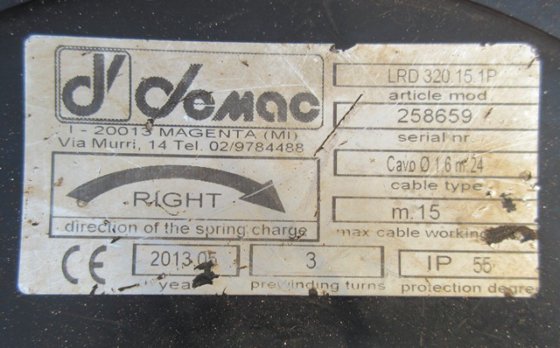 d
demac
I - 20013 MAGENTA (MI)
Via Murri, 14 Tel. 02/9784488
RIGHT
direction of the spring charge
LRD 320.15.1P
article mod.
258659
serial nr.
Cavo Ø 1,6 m.24
cable type
m.15
max cable working
CE
2013.05
year
3
prewinding turns
IP 55
protection degree